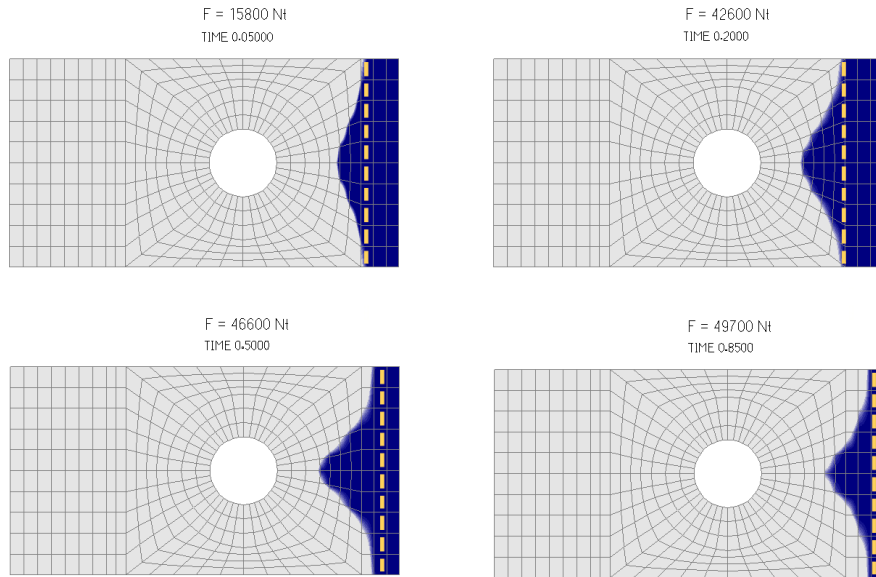 F = 15800 Nt
TIME 0.05000
F = 42600 Nt
TIME 0.2000
F = 46600 Nt
TIME 0.5000
F = 49700 Nt
TIME 0.8500